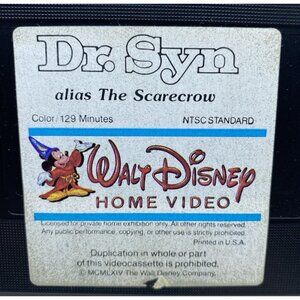 Dr. Syn
alias The Scarecrow
Color/129 Minutes NTSC STANDARD
WALT DISNEY
HOME VIDEO
Licensed for private home exhibition only. All other rights reserved.
Any public performance, copying, or other use is strictly prohibited.
Printed in U.S.A.
Duplication in whole or part
of this videocassette is prohibited.
© MCMLXIV The Walt Disney Company.